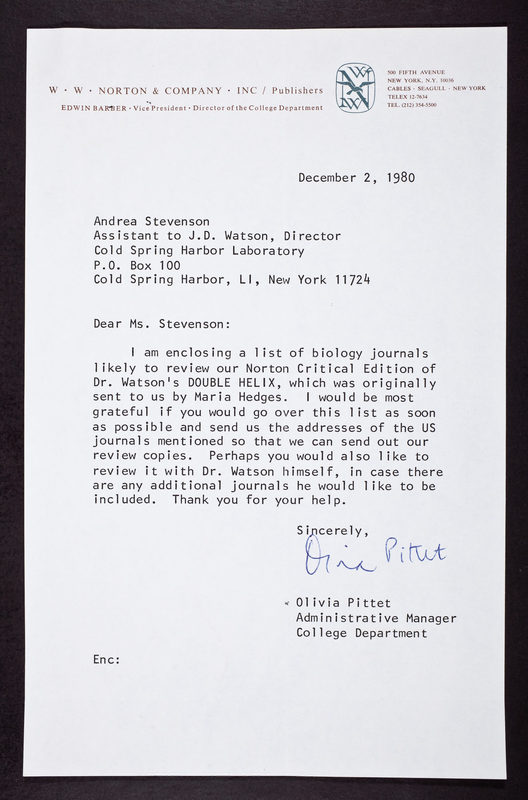 W · W · NORTON & COMPANY · INC / Publishers
EDWIN BARBER · Vice President · Director of the College Department
WW
NW
500 FIFTH AVENUE
NEW YORK, N.Y. 10036
CABLES · SEAGULL · NEW YORK
TELEX 12-7634
TEL. (212) 354-5500
December 2, 1980
Andrea Stevenson
Assistant to J.D. Watson, Director
Cold Spring Harbor Laboratory
P.O. Box 100
Cold Spring Harbor, LI, New York 11724
Dear Ms. Stevenson:
I am enclosing a list of biology journals
likely to review our Norton Critical Edition of
Dr. Watson's DOUBLE HELIX, which was originally
sent to us by Maria Hedges. I would be most
grateful if you would go over this list as soon
as possible and send us the addresses of the US
journals mentioned so that we can send out our
review copies. Perhaps you would also like to
review it with Dr. Watson himself, in case there
are any additional journals he would like to be
included. Thank you for your help.
Sincerely,
Olivia Pittet
Olivia Pittet
Administrative Manager
College Department
Enc: